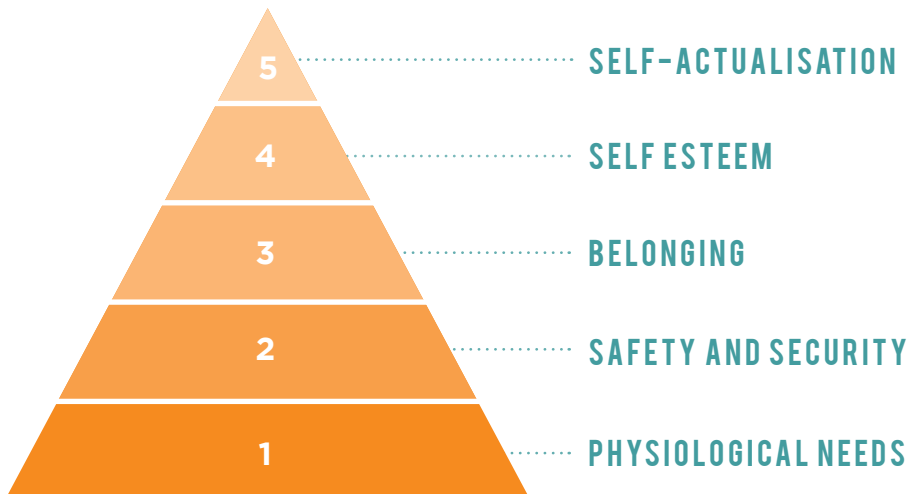 5 SELF-ACTUALISATION
4 SELF ESTEEM
3 BELONGING
2 SAFETY AND SECURITY
1 PHYSIOLOGICAL NEEDS